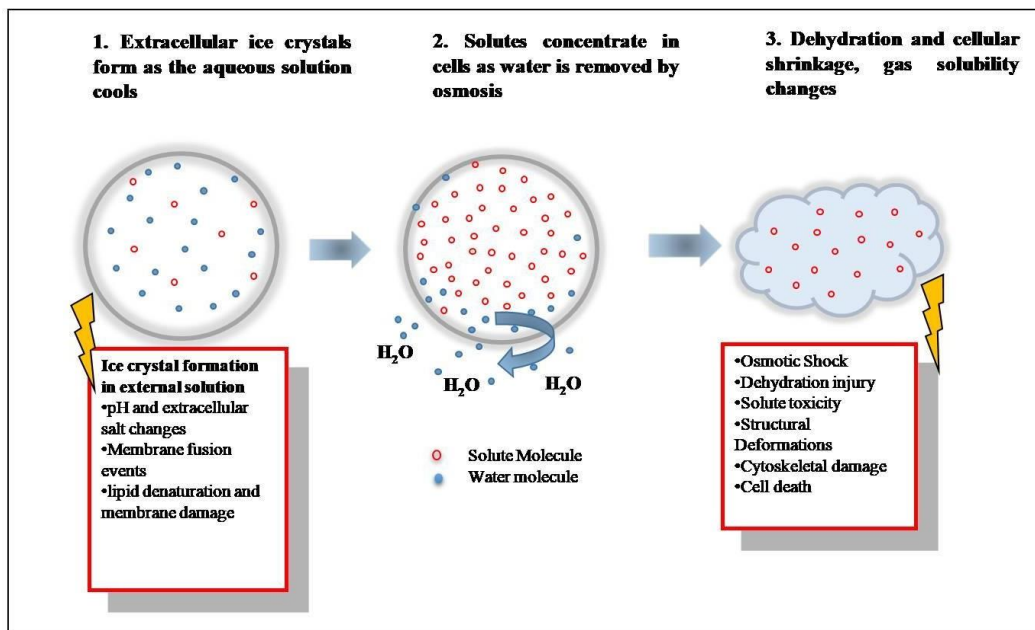 1. Extracellular ice crystals
form as the aqueous solution
cools
2. Solutes concentrate in
cells as water is removed by
osmosis
3. Dehydration and cellular
shrinkage, gas solubility
changes
H₂O
H₂O
H₂O
Ice crystal formation
in external solution
•pH and extracellular
salt changes
•Membrane fusion
events
•lipid denaturation and
membrane damage
Solute Molecule
Water molecule
•Osmotic Shock
•Dehydration injury
•Solute toxicity
•Structural
Deformations
•Cytoskeletal damage
•Cell death